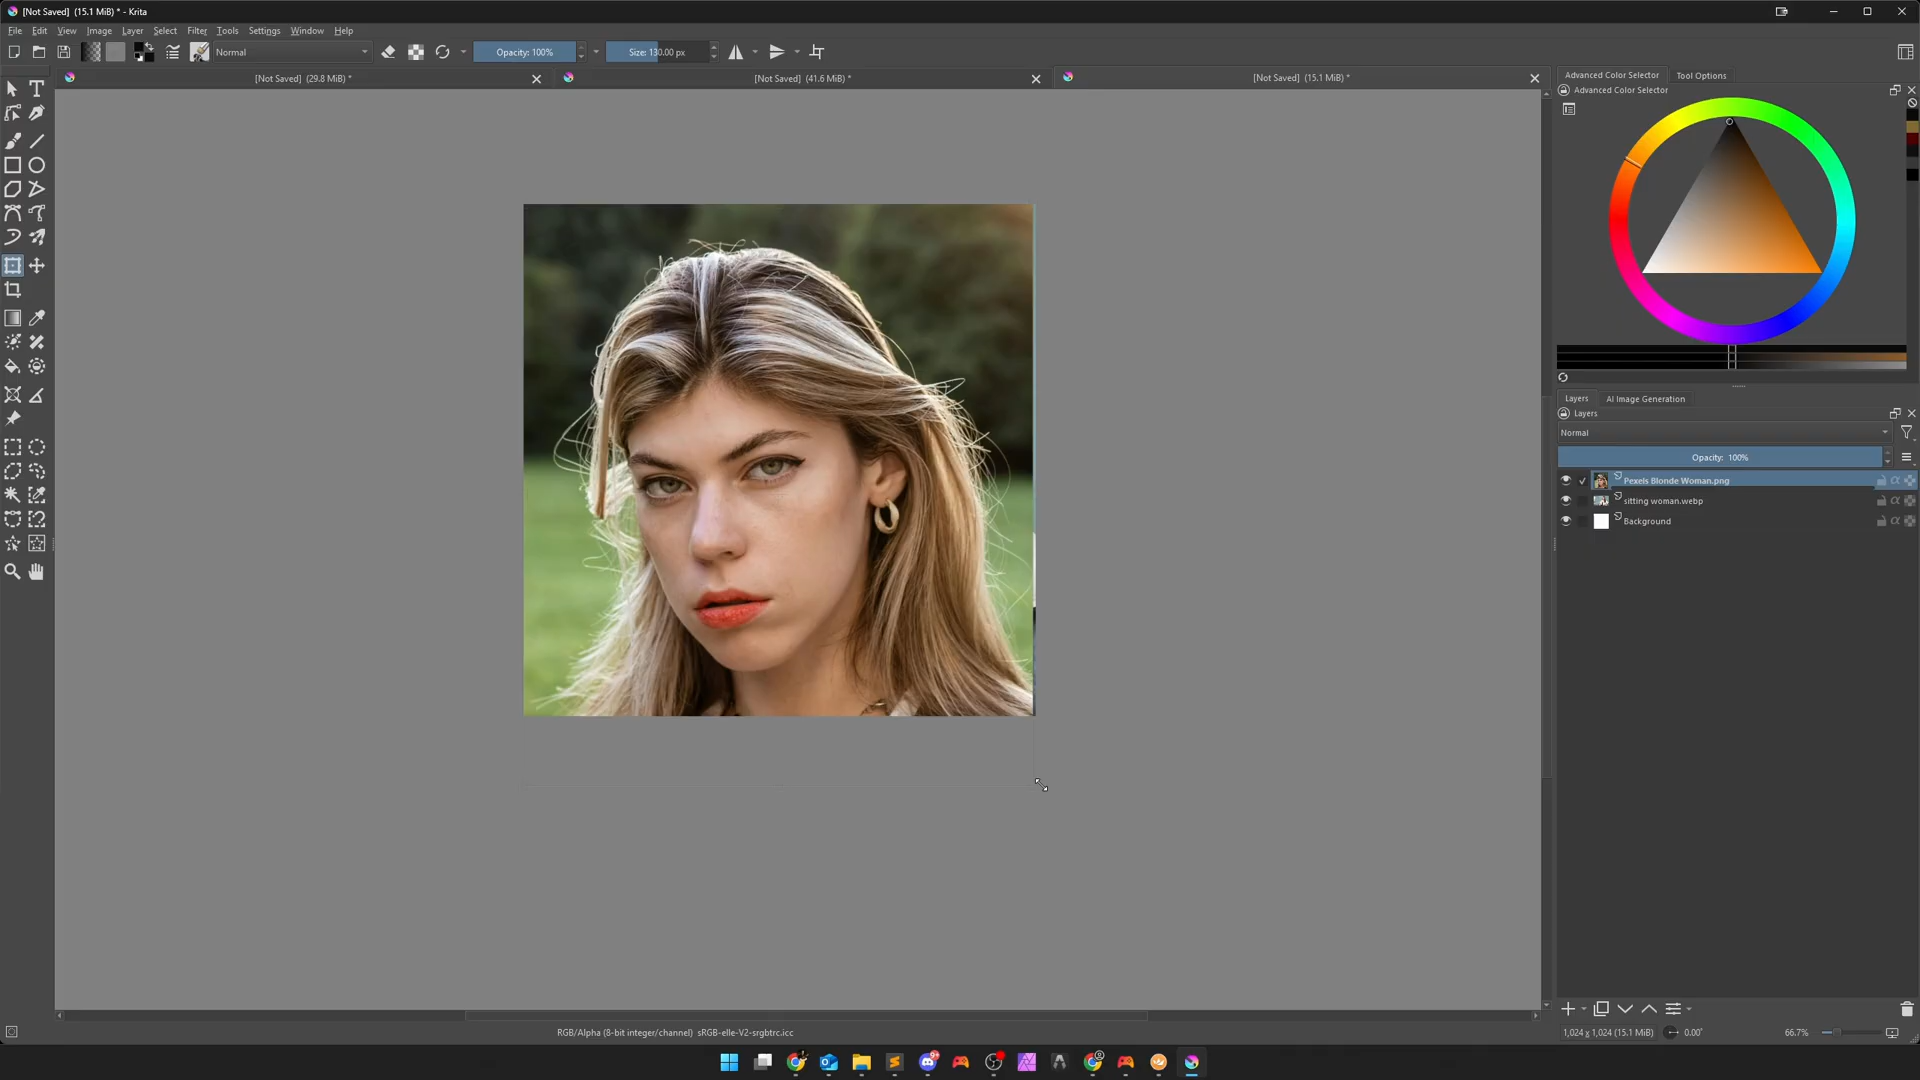 [Not Saved] (15.1 MiB) * - Krita
File Edit View Image Layer Select Filter Tools Settings Window Help
Normal Opacity: 100% Size: 130.00 px
[Not Saved] (29.8 MiB) * [Not Saved] (41.6 MiB) * [Not Saved] (15.1 MiB) *
Advanced Color Selector Tool Options
Advanced Color Selector
Layers AI Image Generation
Layers
Normal
Opacity: 100%
Pexels Blonde Woman.png
sitting woman.webp
Background
RGB/Alpha (8-bit integer/channel) sRGB-elle-V2-srgbtrc.icc
1,024 x 1,024 (15.1 MiB) 0.00° 66.7%